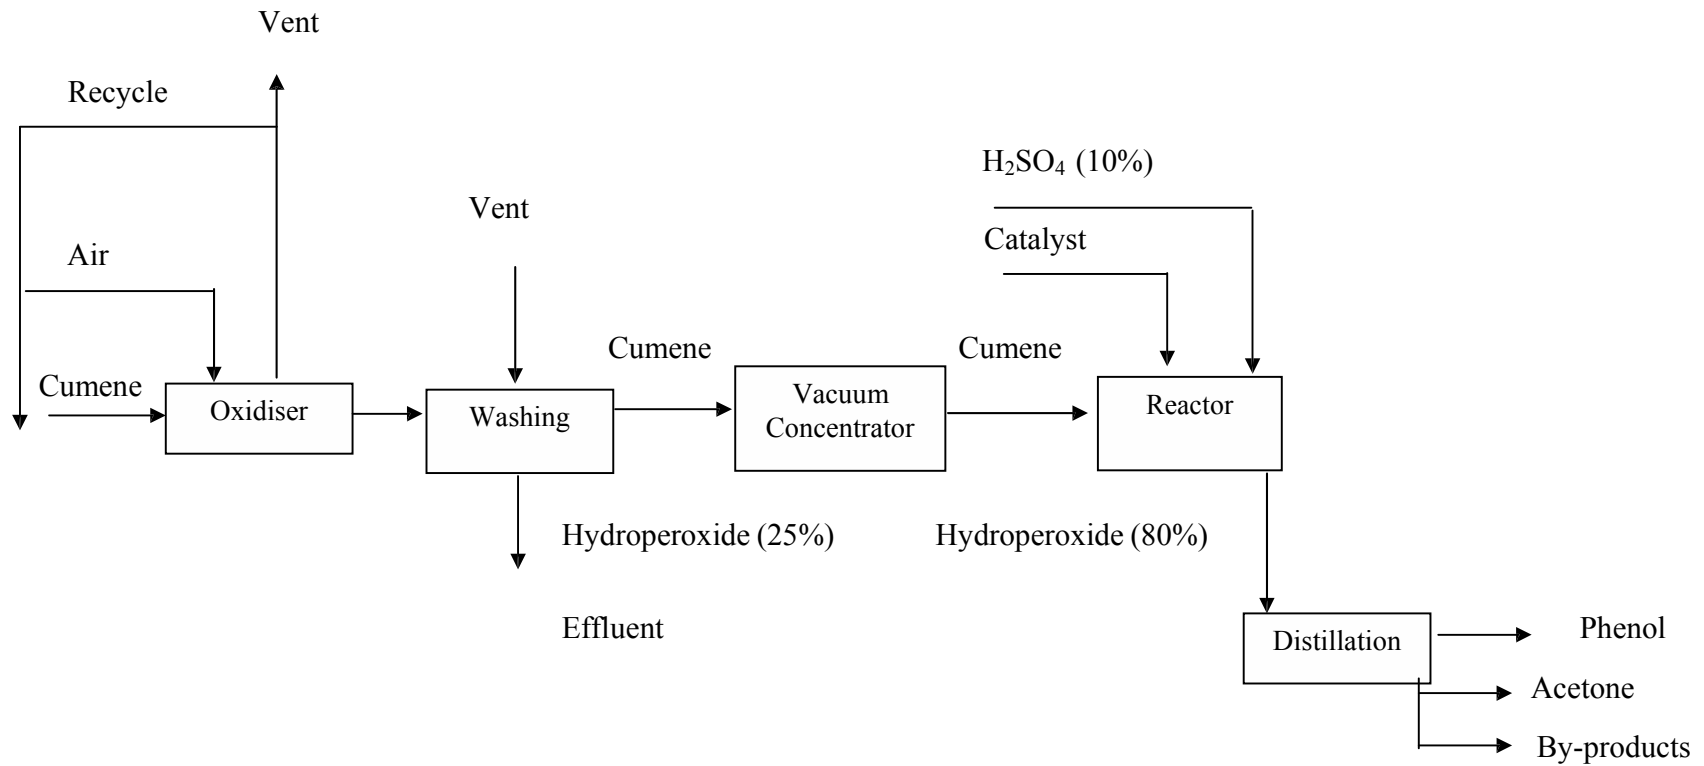 Vent
Recycle
H₂SO₄ (10%)
Vent
Catalyst
Air
Cumene
Cumene
Cumene
Oxidiser
Washing
Vacuum
Concentrator
Reactor
Hydroperoxide (25%)
Hydroperoxide (80%)
Effluent
Distillation
Phenol
Acetone
By-products